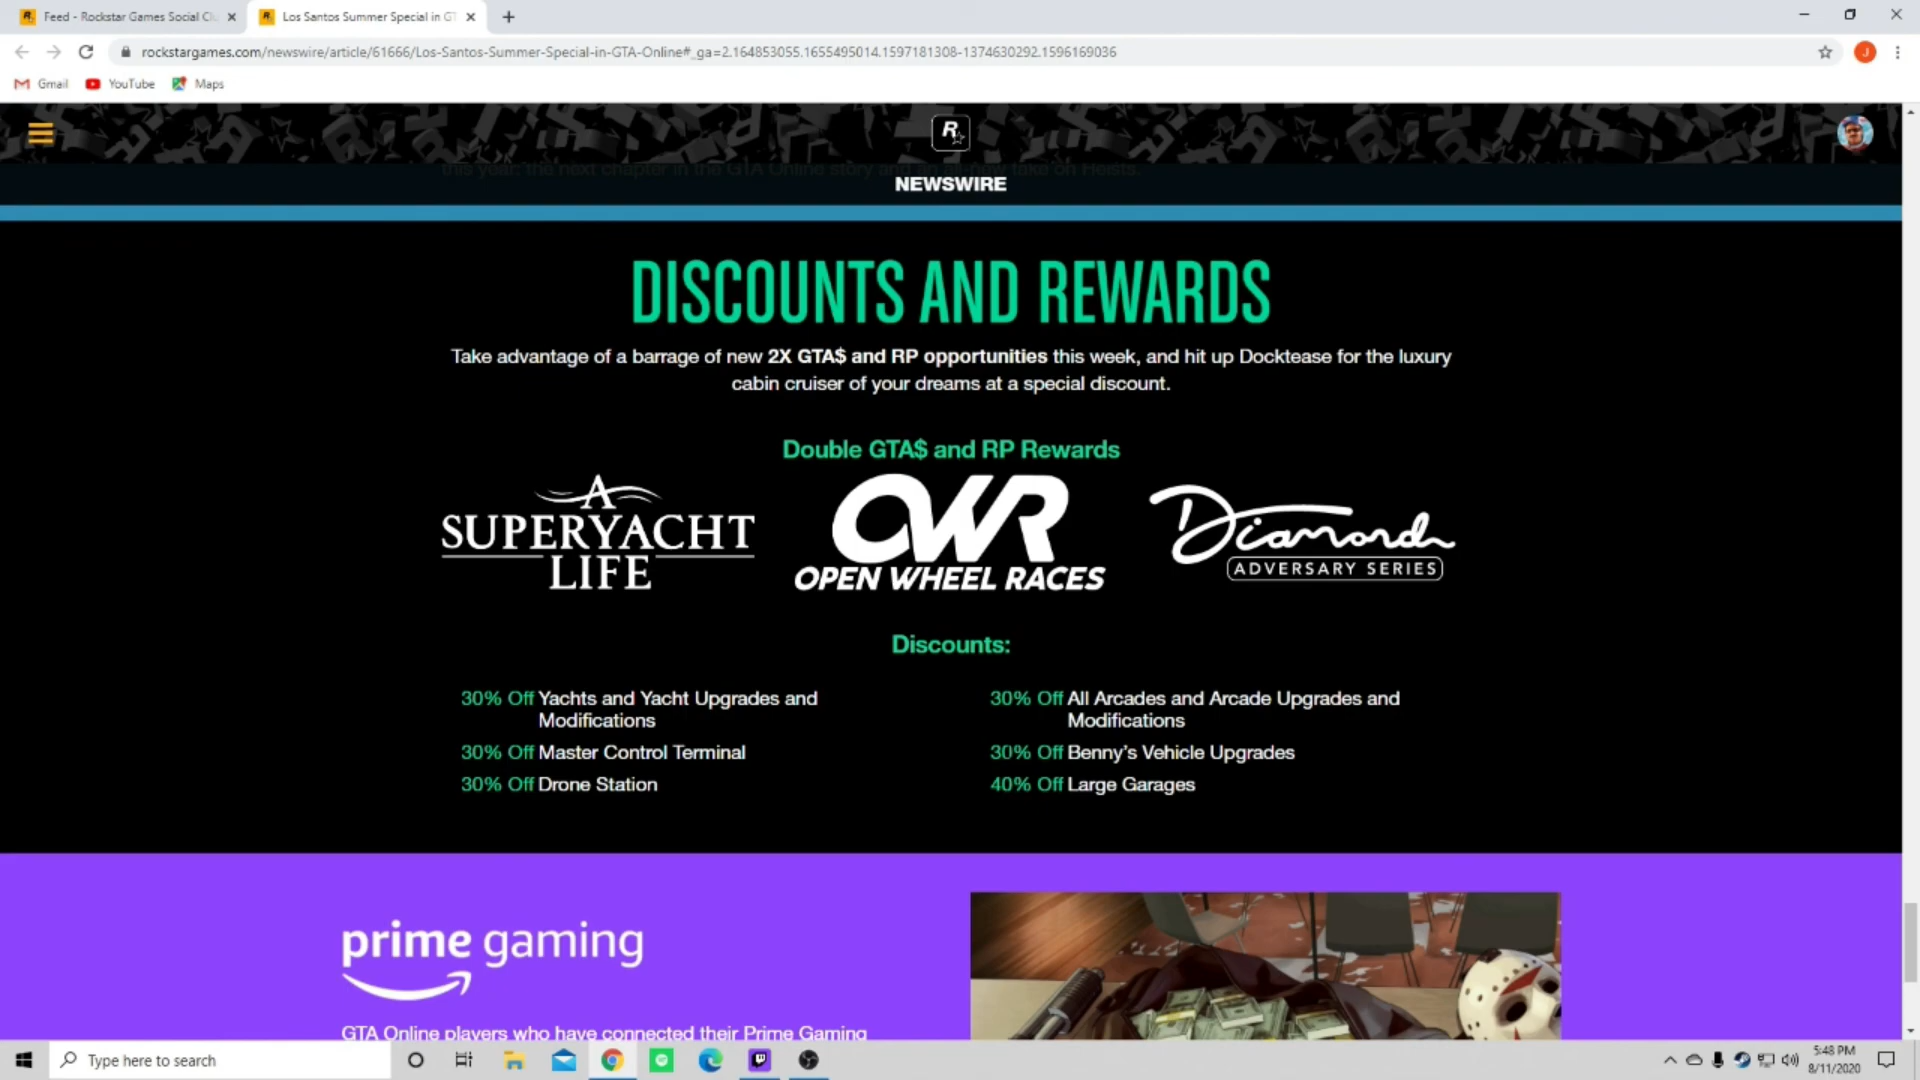 Feed - Rockstar Games Social Cl
Los Santos Summer Special in GT
rockstargames.com/newswire/article/61666/Los-Santos-Summer-Special-in-GTA-Online#_ga=2.164853055.1655495014.1597181308-1374630292.1596169036
J
Gmail
YouTube
Maps
this year: the next chapter in the GTA Online story and an all-new take on Heists.
NEWSWIRE
DISCOUNTS AND REWARDS
Take advantage of a barrage of new 2X GTA$ and RP opportunities this week, and hit up Docktease for the luxury
cabin cruiser of your dreams at a special discount.
Double GTA$ and RP Rewards
A
SUPERYACHT
LIFE
OWR
OPEN WHEEL RACES
Diamond
ADVERSARY SERIES
Discounts:
30% Off Yachts and Yacht Upgrades and
Modifications
30% Off Master Control Terminal
30% Off Drone Station
30% Off All Arcades and Arcade Upgrades and
Modifications
30% Off Benny's Vehicle Upgrades
40% Off Large Garages
prime gaming
GTA Online players who have connected their Prime Gaming
Type here to search
5:48 PM
8/11/2020